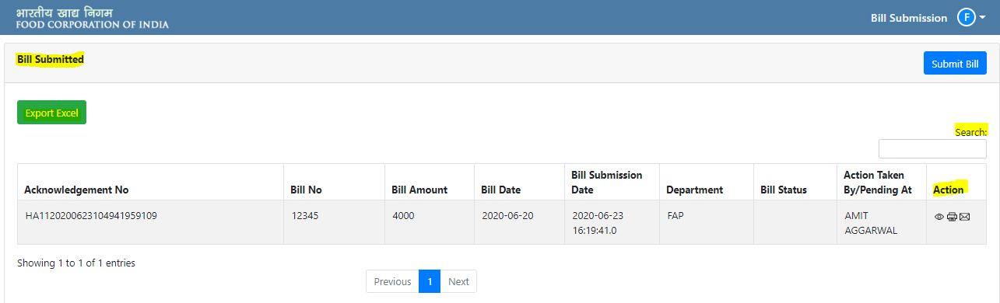 भारतीय खाद्य निगम
FOOD CORPORATION OF INDIA
Bill Submission F
Bill Submitted
Submit Bill
Export Excel
Search:
Acknowledgement No Bill No Bill Amount Bill Date Bill Submission Date Department Bill Status Action Taken By/Pending At Action
HA1120200623104941959109 12345 4000 2020-06-20 2020-06-23 16:19:41.0 FAP AMIT AGGARWAL
Showing 1 to 1 of 1 entries
Previous 1 Next